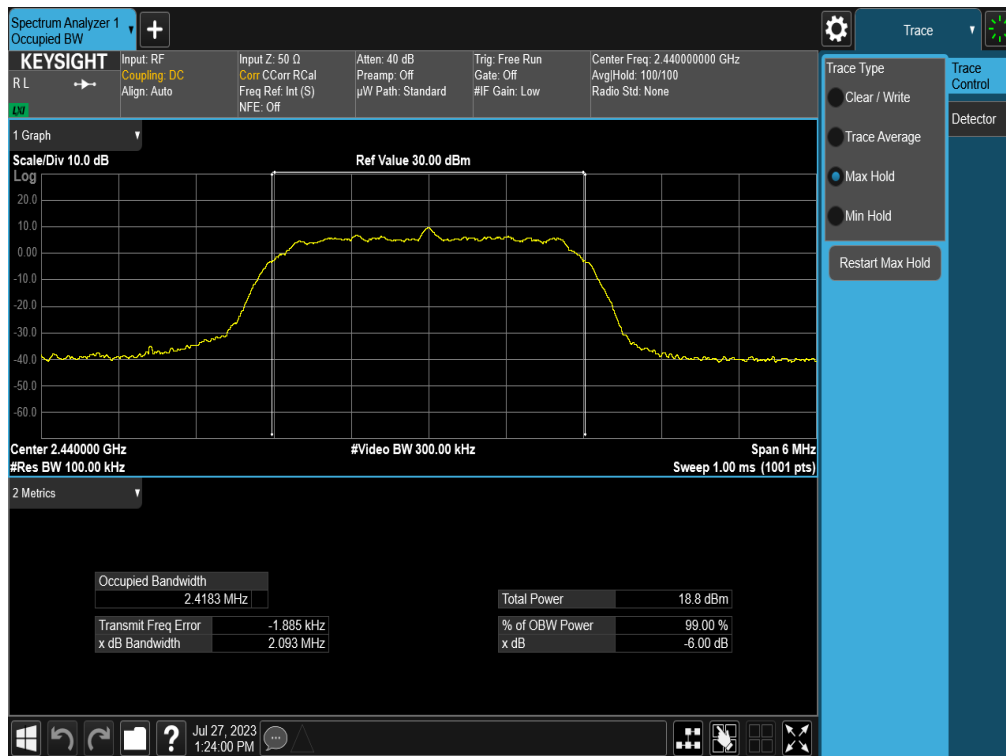 Spectrum Analyzer 1
Occupied BW
+
Trace
KEYSIGHT
R L
LXI
Input: RF
Coupling: DC
Align: Auto
Input Z: 50 Ω
Corr CCorr RCal
Freq Ref: Int (S)
NFE: Off
Atten: 40 dB
Preamp: Off
µW Path: Standard
Trig: Free Run
Gate: Off
#IF Gain: Low
Center Freq: 2.440000000 GHz
Avg|Hold: 100/100
Radio Std: None
Trace Type
Clear / Write
Trace Average
Max Hold
Min Hold
Restart Max Hold
Trace
Control
Detector
1 Graph
Scale/Div 10.0 dB
Ref Value 30.00 dBm
Log
20.0
10.0
0.00
-10.0
-20.0
-30.0
-40.0
-50.0
-60.0
Center 2.440000 GHz
#Video BW 300.00 kHz
Span 6 MHz
#Res BW 100.00 kHz
Sweep 1.00 ms (1001 pts)
2 Metrics
Occupied Bandwidth
2.4183 MHz
Total Power 18.8 dBm
Transmit Freq Error -1.885 kHz
% of OBW Power 99.00 %
x dB Bandwidth 2.093 MHz
x dB -6.00 dB
?
Jul 27, 2023
1:24:00 PM